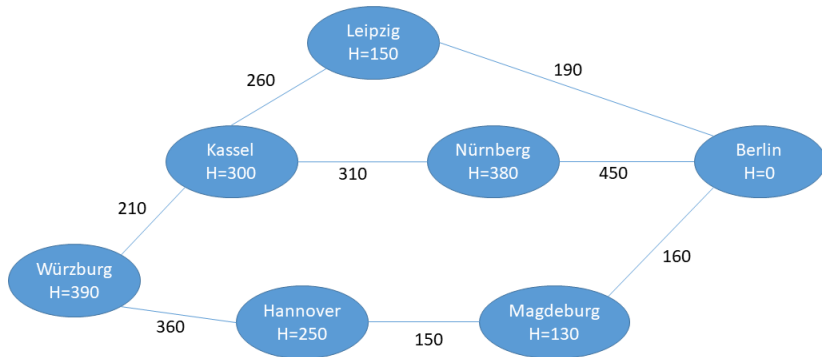 Leipzig
H=150
260
190
Kassel
H=300
310
Nürnberg
H=380
450
Berlin
H=0
210
160
Würzburg
H=390
360
Hannover
H=250
150
Magdeburg
H=130